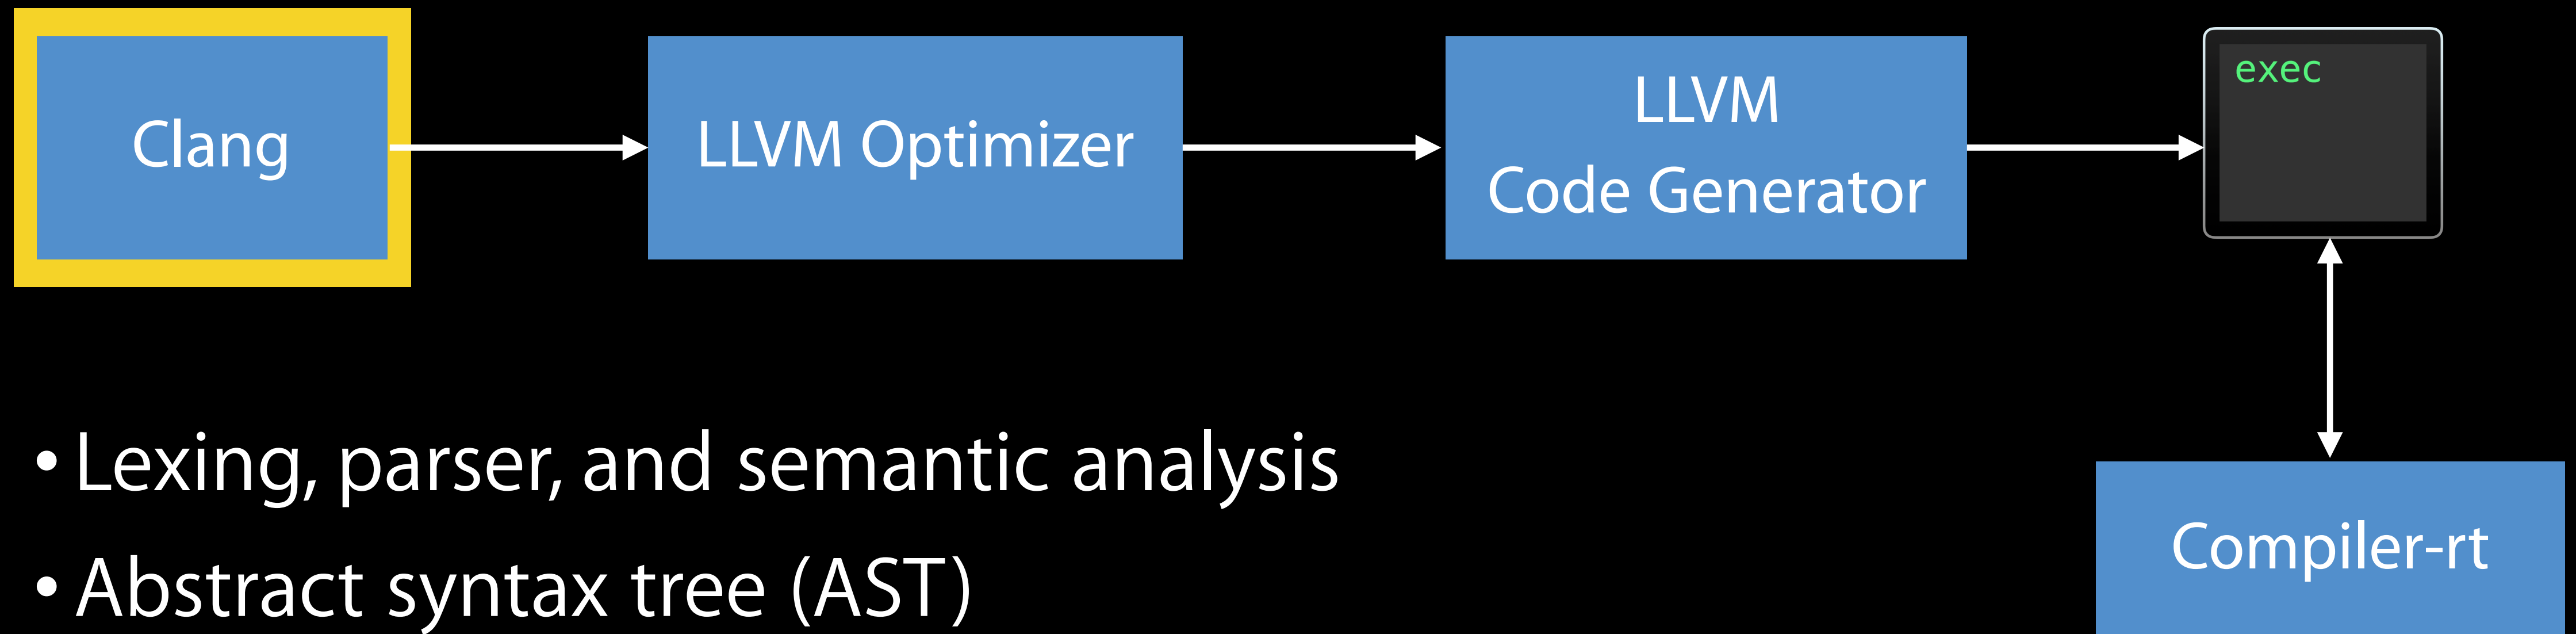 Clang
LLVM Optimizer
LLVM
Code Generator
exec
• Lexing, parser, and semantic analysis
• Abstract syntax tree (AST)
Compiler-rt